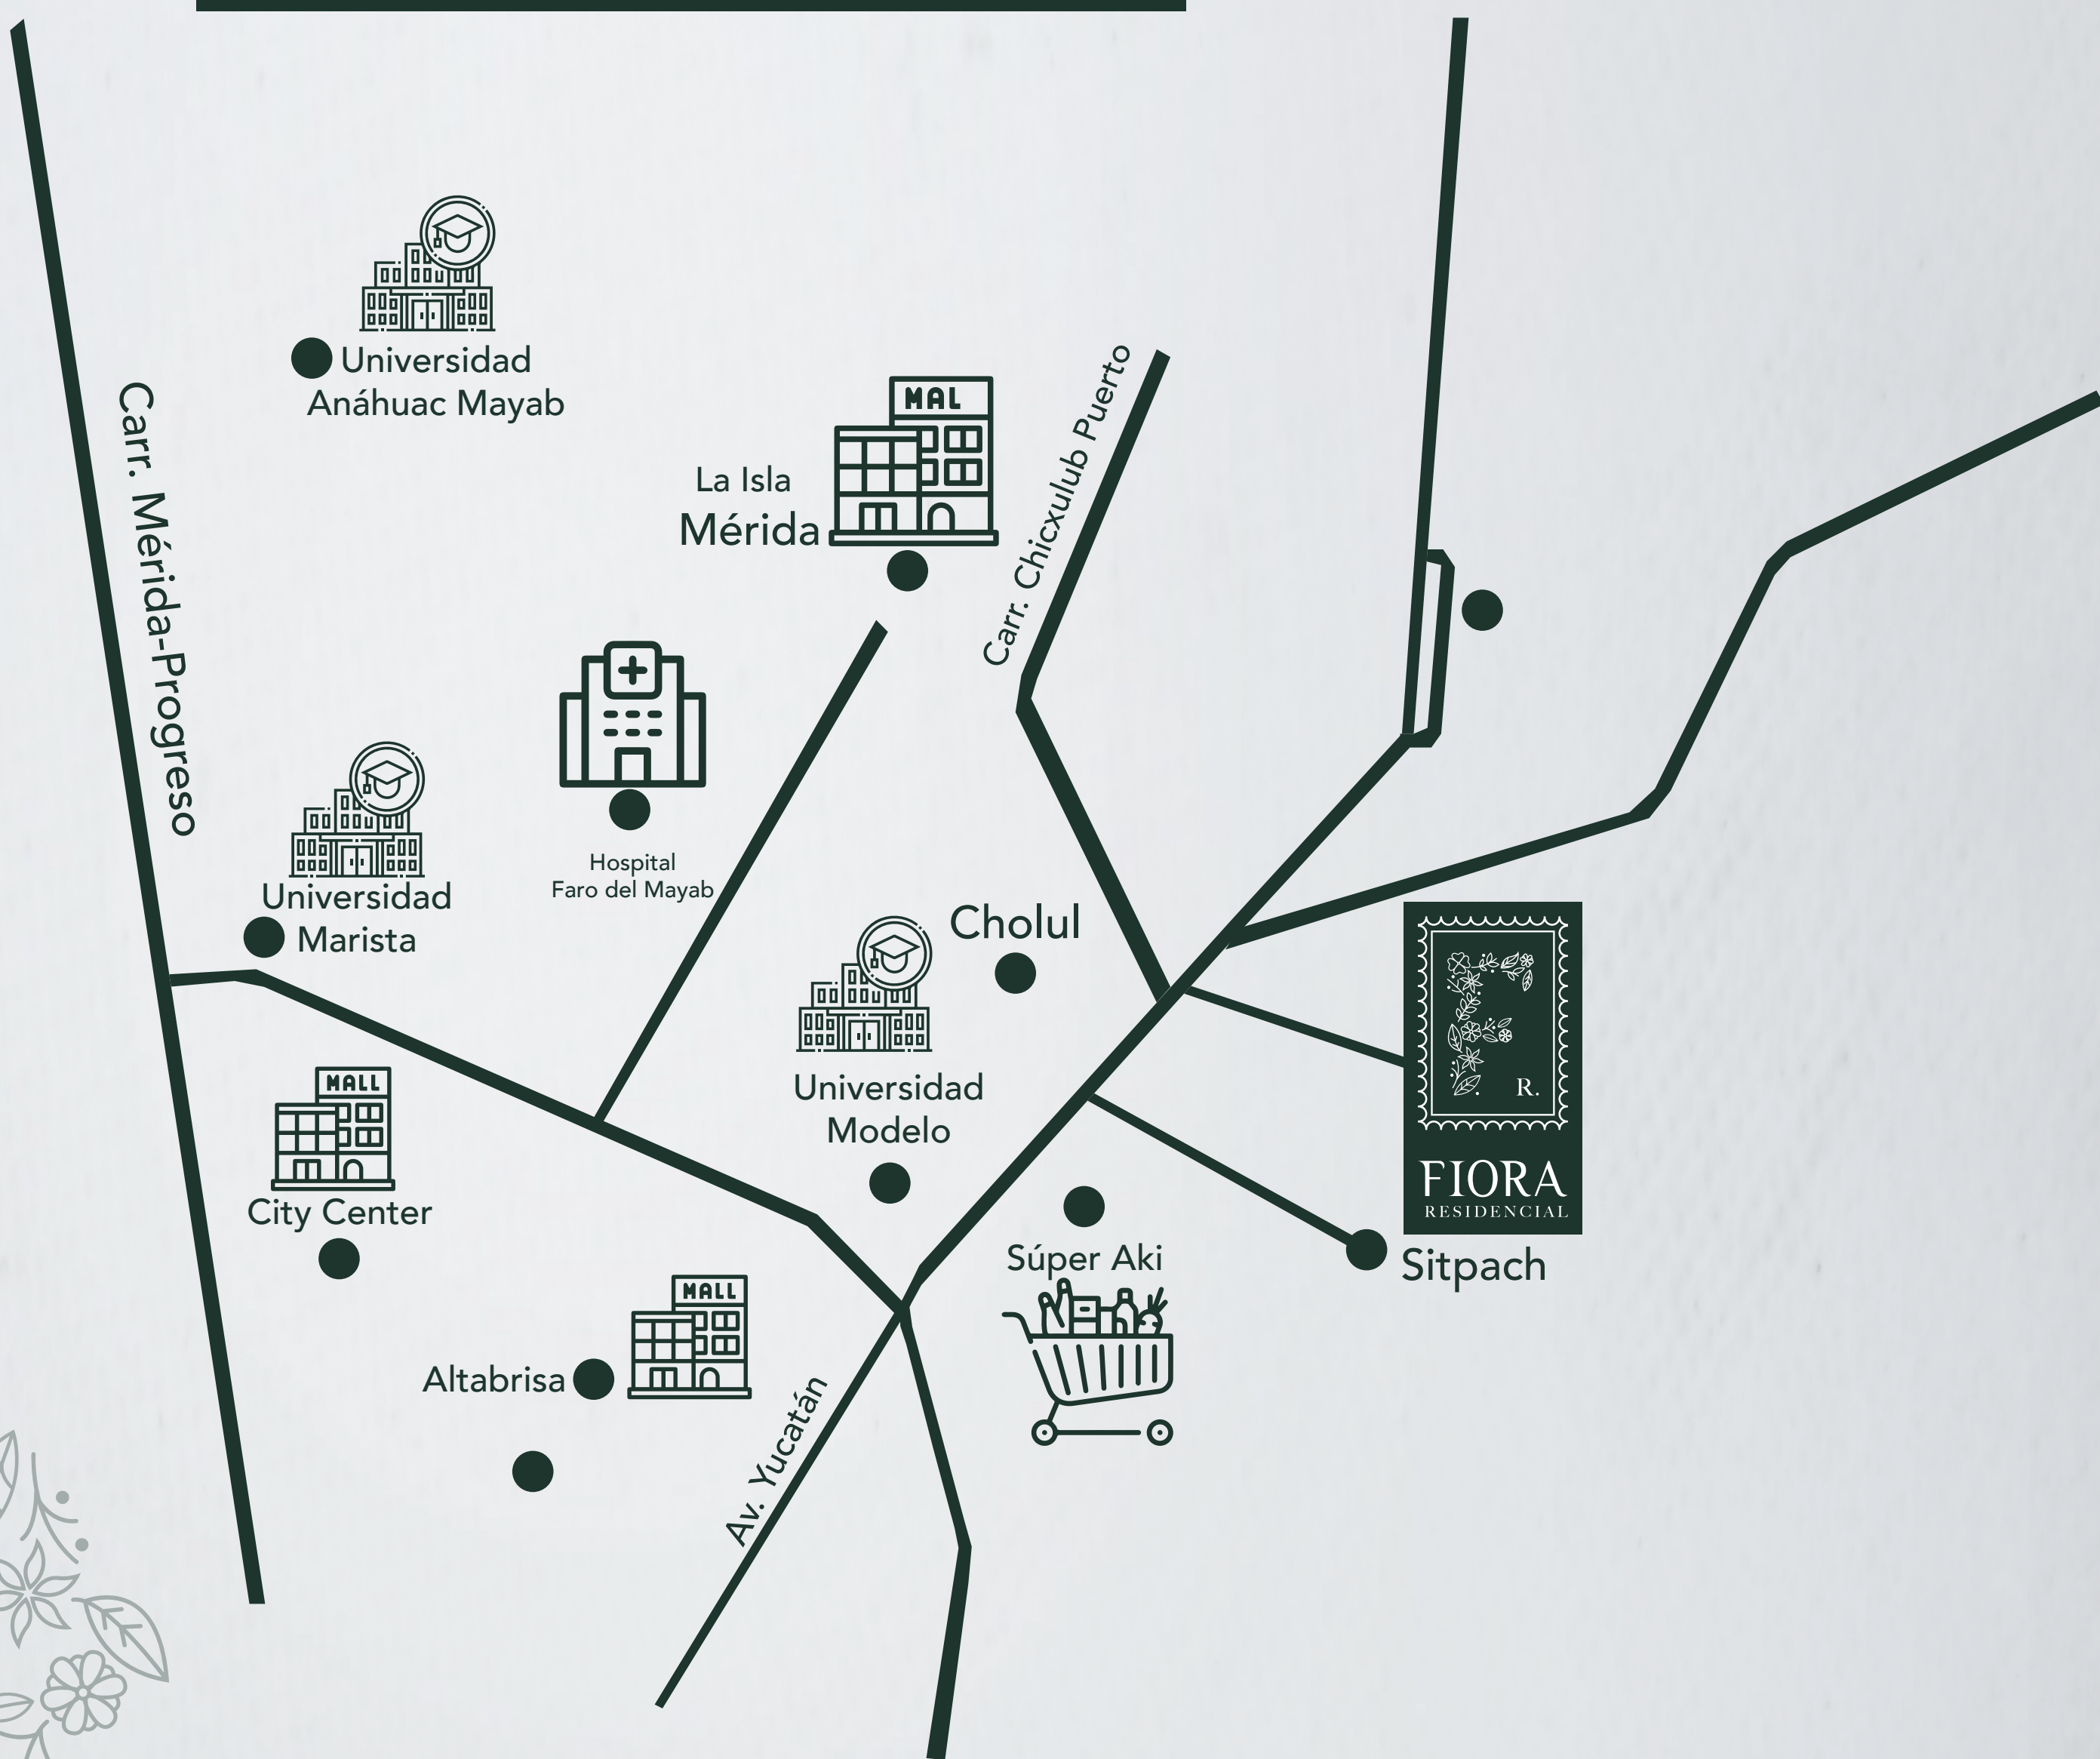 Universidad
Anáhuac Mayab
Carr. Mérida-Progreso
MAL
La Isla
Mérida
Carr. Chicxulub Puerto
Hospital
Faro del Mayab
Universidad
Marista
Cholul
Universidad
Modelo
MALL
City Center
R.
FIORA
RESIDENCIAL
Sitpach
Súper Aki
MALL
Altabrisa
Av. Yucatán